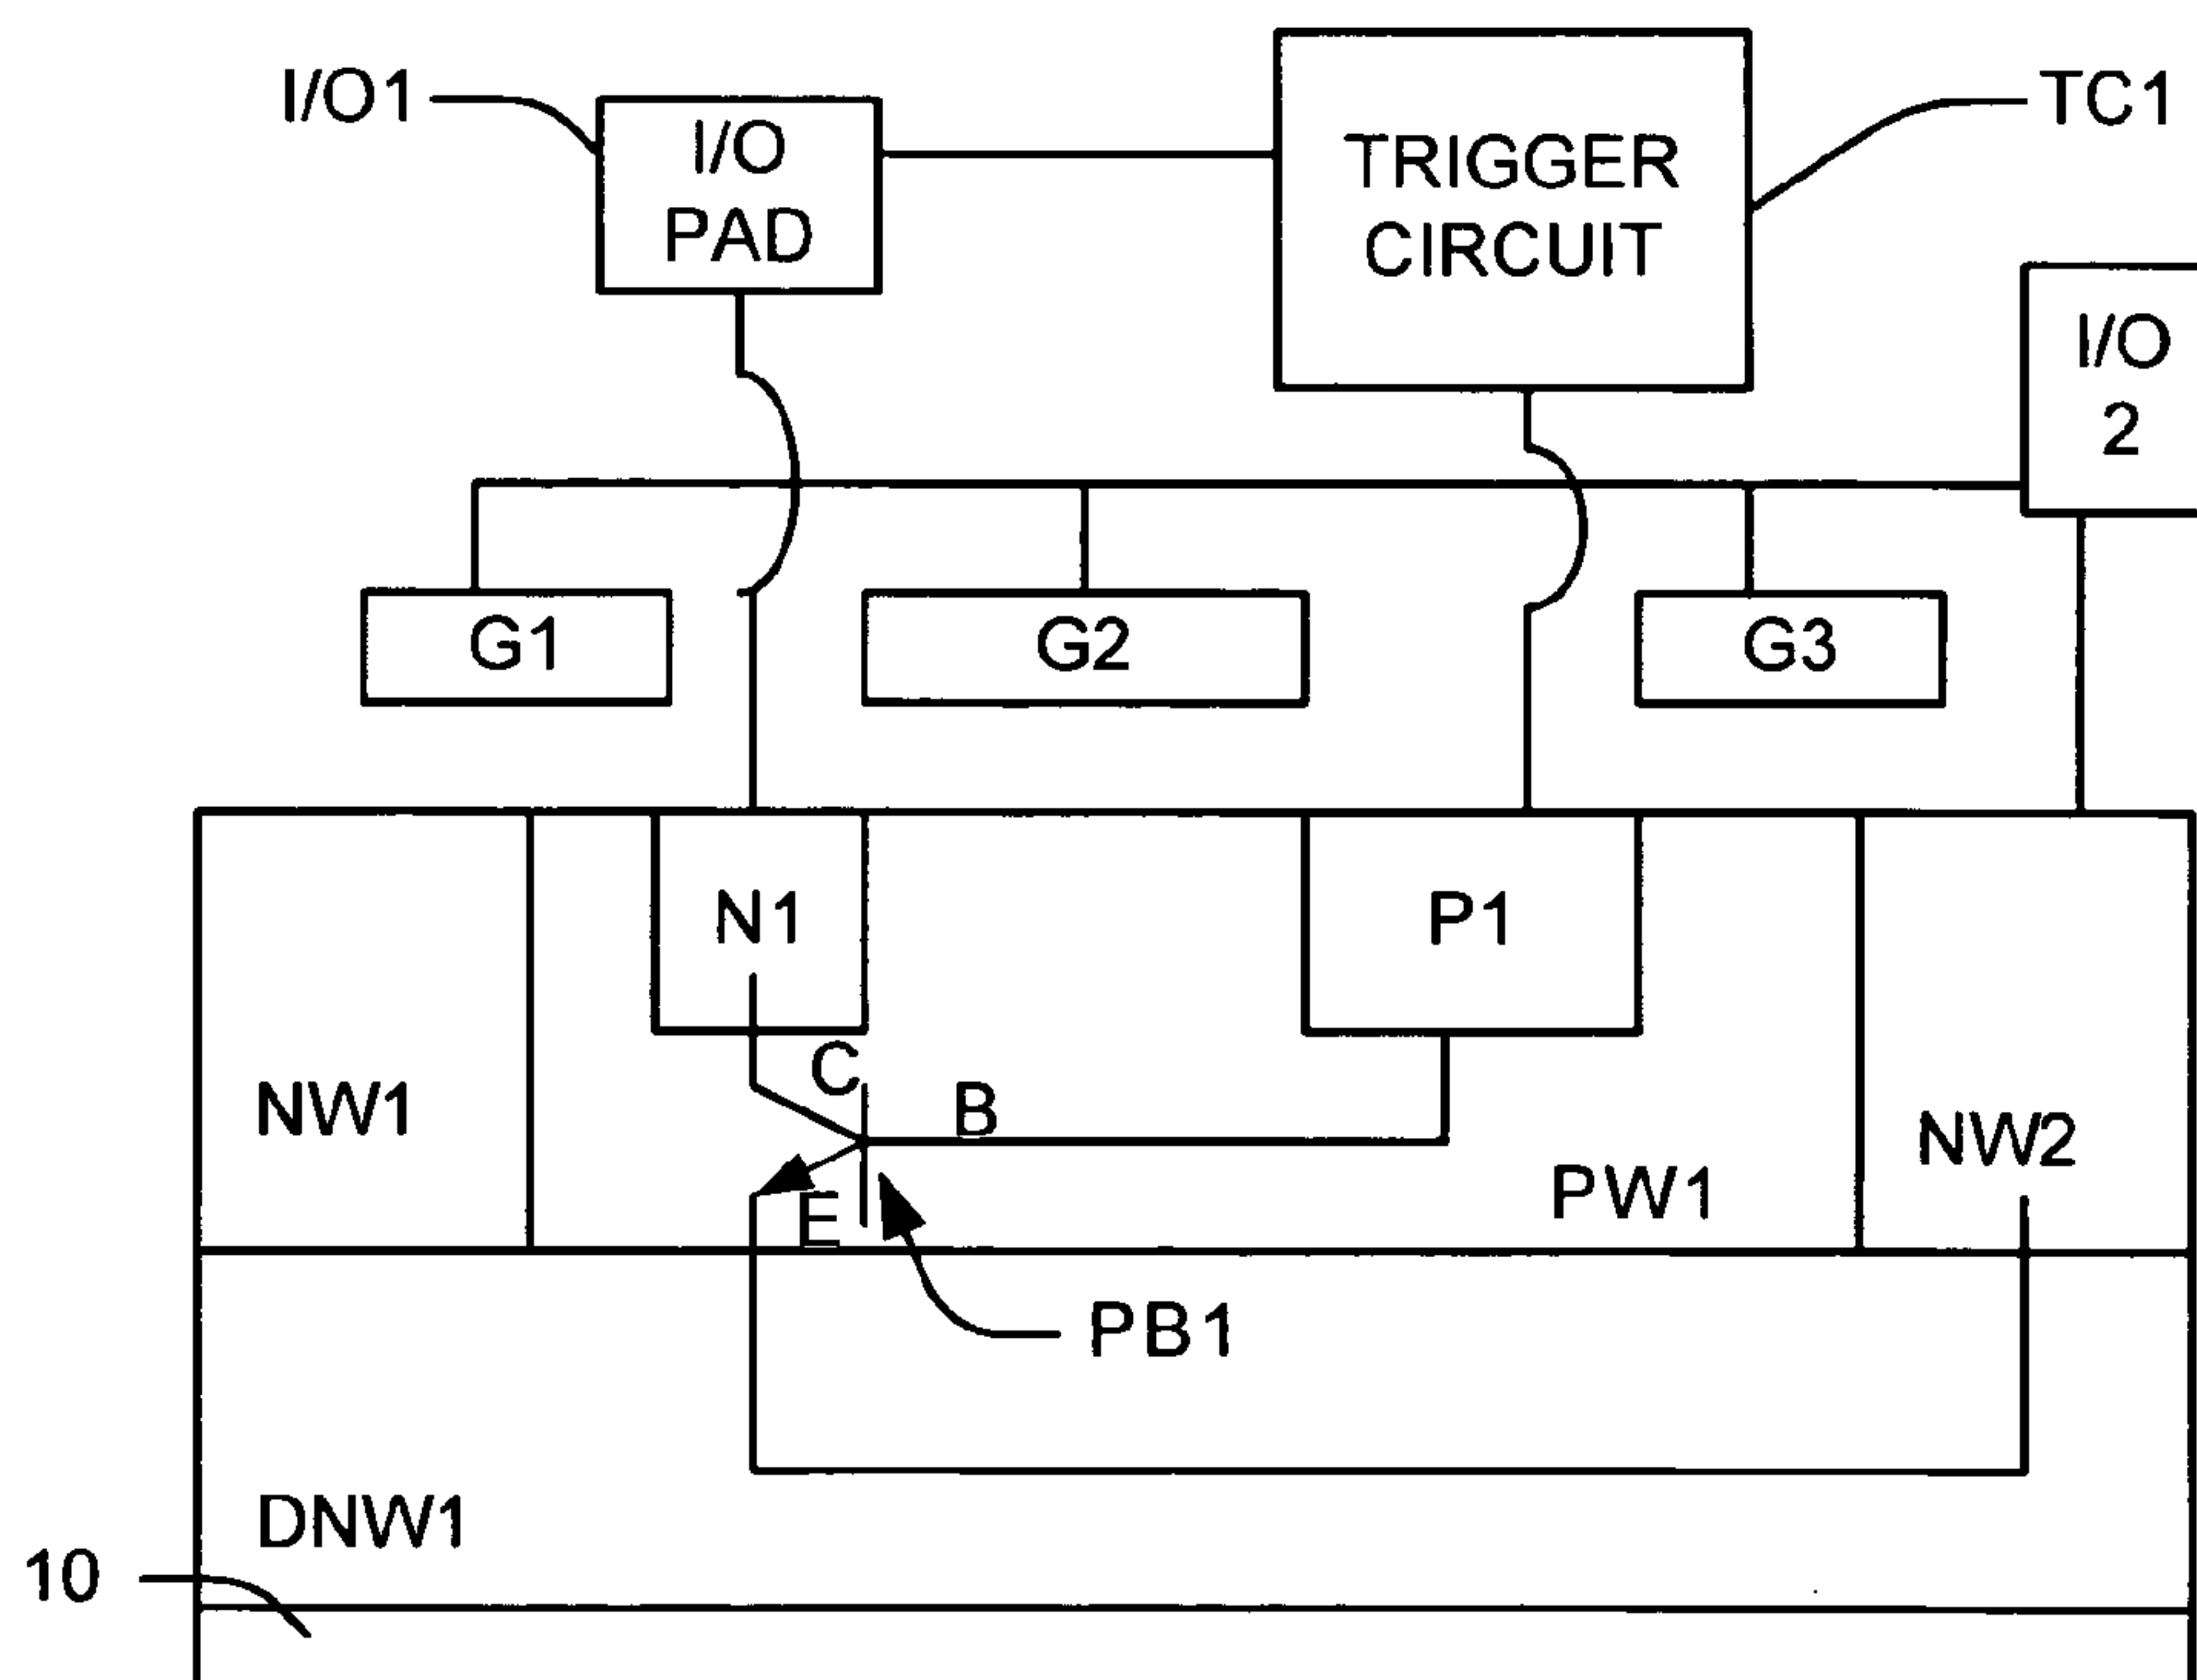 I/O1
I/O
PAD
TRIGGER
CIRCUIT
TC1
I/O
2
G1
G2
G3
N1
P1
C
B
NW1
NW2
E
PW1
PB1
DNW1
10